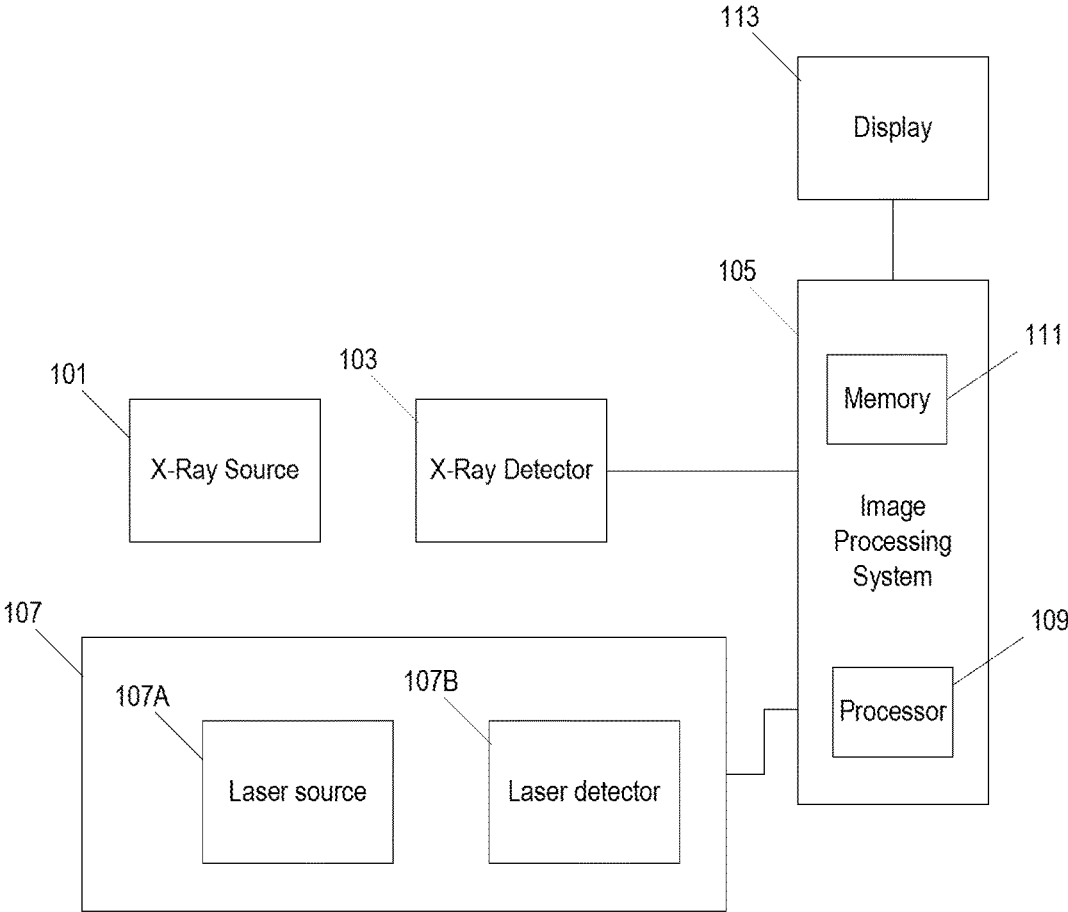 113
Display
105
111
Memory
101
103
X-Ray Source
X-Ray Detector
Image
Processing
System
107
109
107A
107B
Processor
Laser source
Laser detector